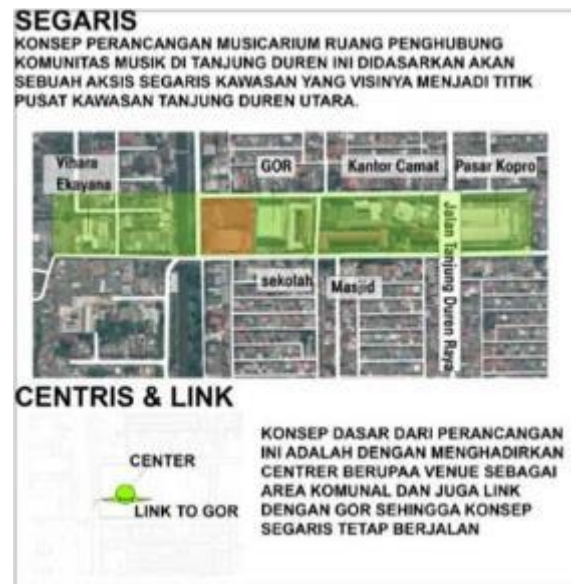 SEGARIS
KONSEP PERANCANGAN MUSICARIUM RUANG PENGHUBUNG
KOMUNITAS MUSIK DI TANJUNG DUREN INI DIDASARKAN AKAN
SEBUAH AKSIS SEGARIS KAWASAN YANG VISINYA MENJADI TITIK
PUSAT KAWASAN TANJUNG DUREN UTARA.
Vihara
Ekayana
GOR
Kantor Camat
Pasar Kopro
Jalan Tanjung Duren Raya
sekolah
Masjid
CENTRIS & LINK
CENTER
LINK TO GOR
KONSEP DASAR DARI PERANCANGAN
INI ADALAH DENGAN MENGHADIRKAN
CENTRER BERUPAA VENUE SEBAGAI
AREA KOMUNAL DAN JUGA LINK
DENGAN GOR SEHINGGA KONSEP
SEGARIS TETAP BERJALAN